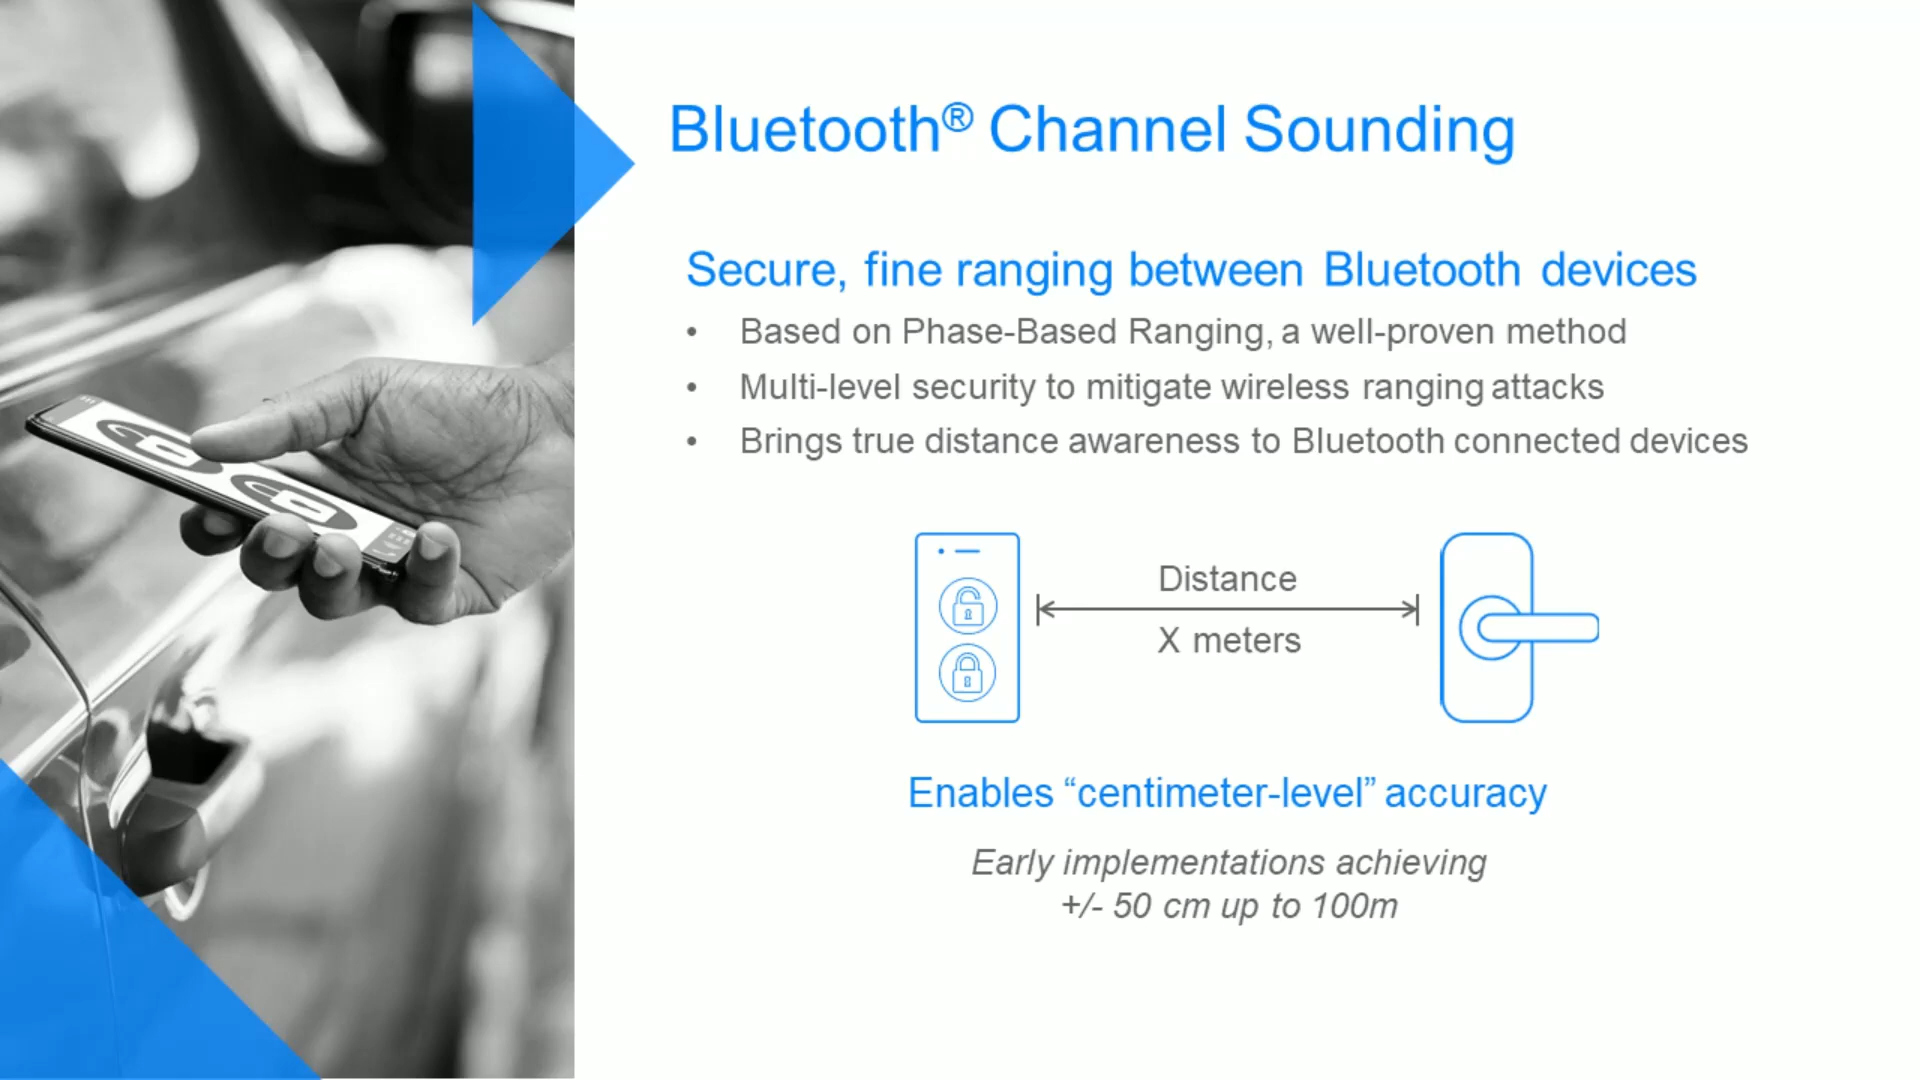 Bluetooth® Channel Sounding
Secure, fine ranging between Bluetooth devices
• Based on Phase-Based Ranging, a well-proven method
• Multi-level security to mitigate wireless ranging attacks
• Brings true distance awareness to Bluetooth connected devices
Distance
X meters
Enables “centimeter-level” accuracy
Early implementations achieving
+/- 50 cm up to 100m